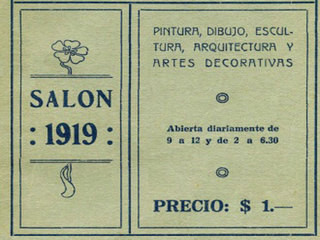 SALON
: 1919 :
PINTURA, DIBUJO, ESCUL-
TURA, ARQUITECTURA Y
ARTES DECORATIVAS
Abierta diariamente de
9 a 12 y de 2 a 6.30
PRECIO: $ 1.—